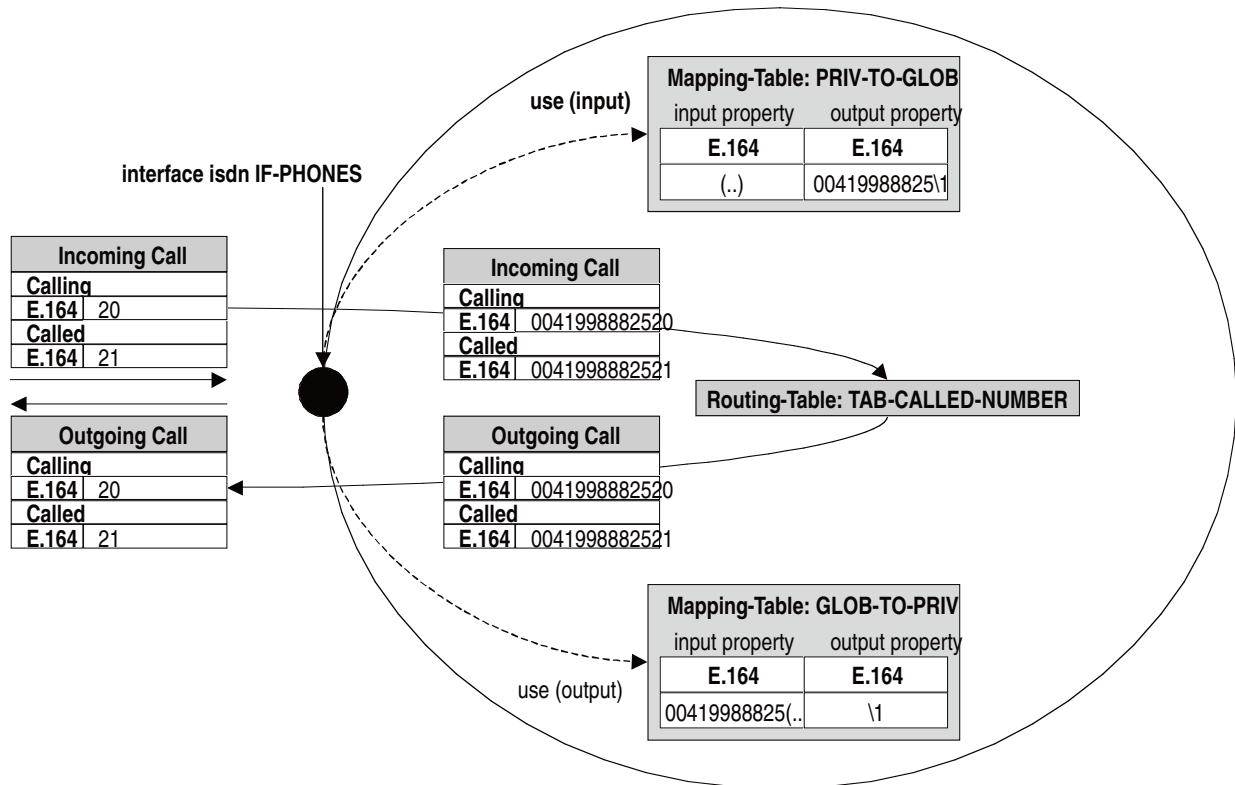 Mapping-Table: PRIV-TO-GLOB
input property output property
E.164 E.164
(..) 00419988825\1
use (input)
interface isdn IF-PHONES
Incoming Call
Calling
E.164 20
Called
E.164 21
Incoming Call
Calling
E.164 0041998882520
Called
E.164 0041998882521
Routing-Table: TAB-CALLED-NUMBER
Outgoing Call
Calling
E.164 20
Called
E.164 21
Outgoing Call
Calling
E.164 0041998882520
Called
E.164 0041998882521
Mapping-Table: GLOB-TO-PRIV
input property output property
E.164 E.164
00419988825(.. \1
use (output)